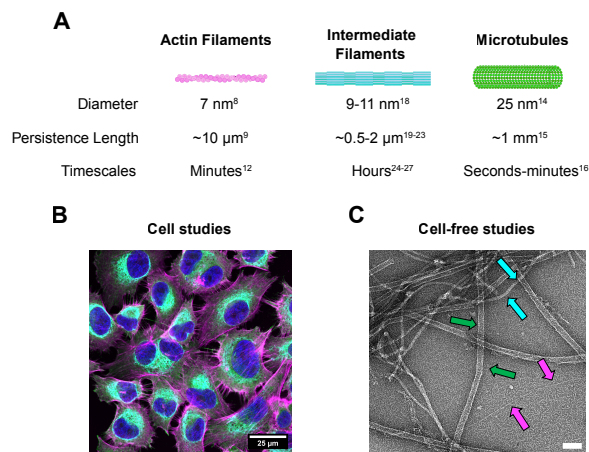 A
Actin Filaments
Intermediate
Filaments
Microtubules
Diameter 7 nm8 9-11 nm18 25 nm14
Persistence Length ~10 µm9 ~0.5-2 µm19-23 ~1 mm15
Timescales Minutes12 Hours24-27 Seconds-minutes16
B
Cell studies
25 µm
C
Cell-free studies